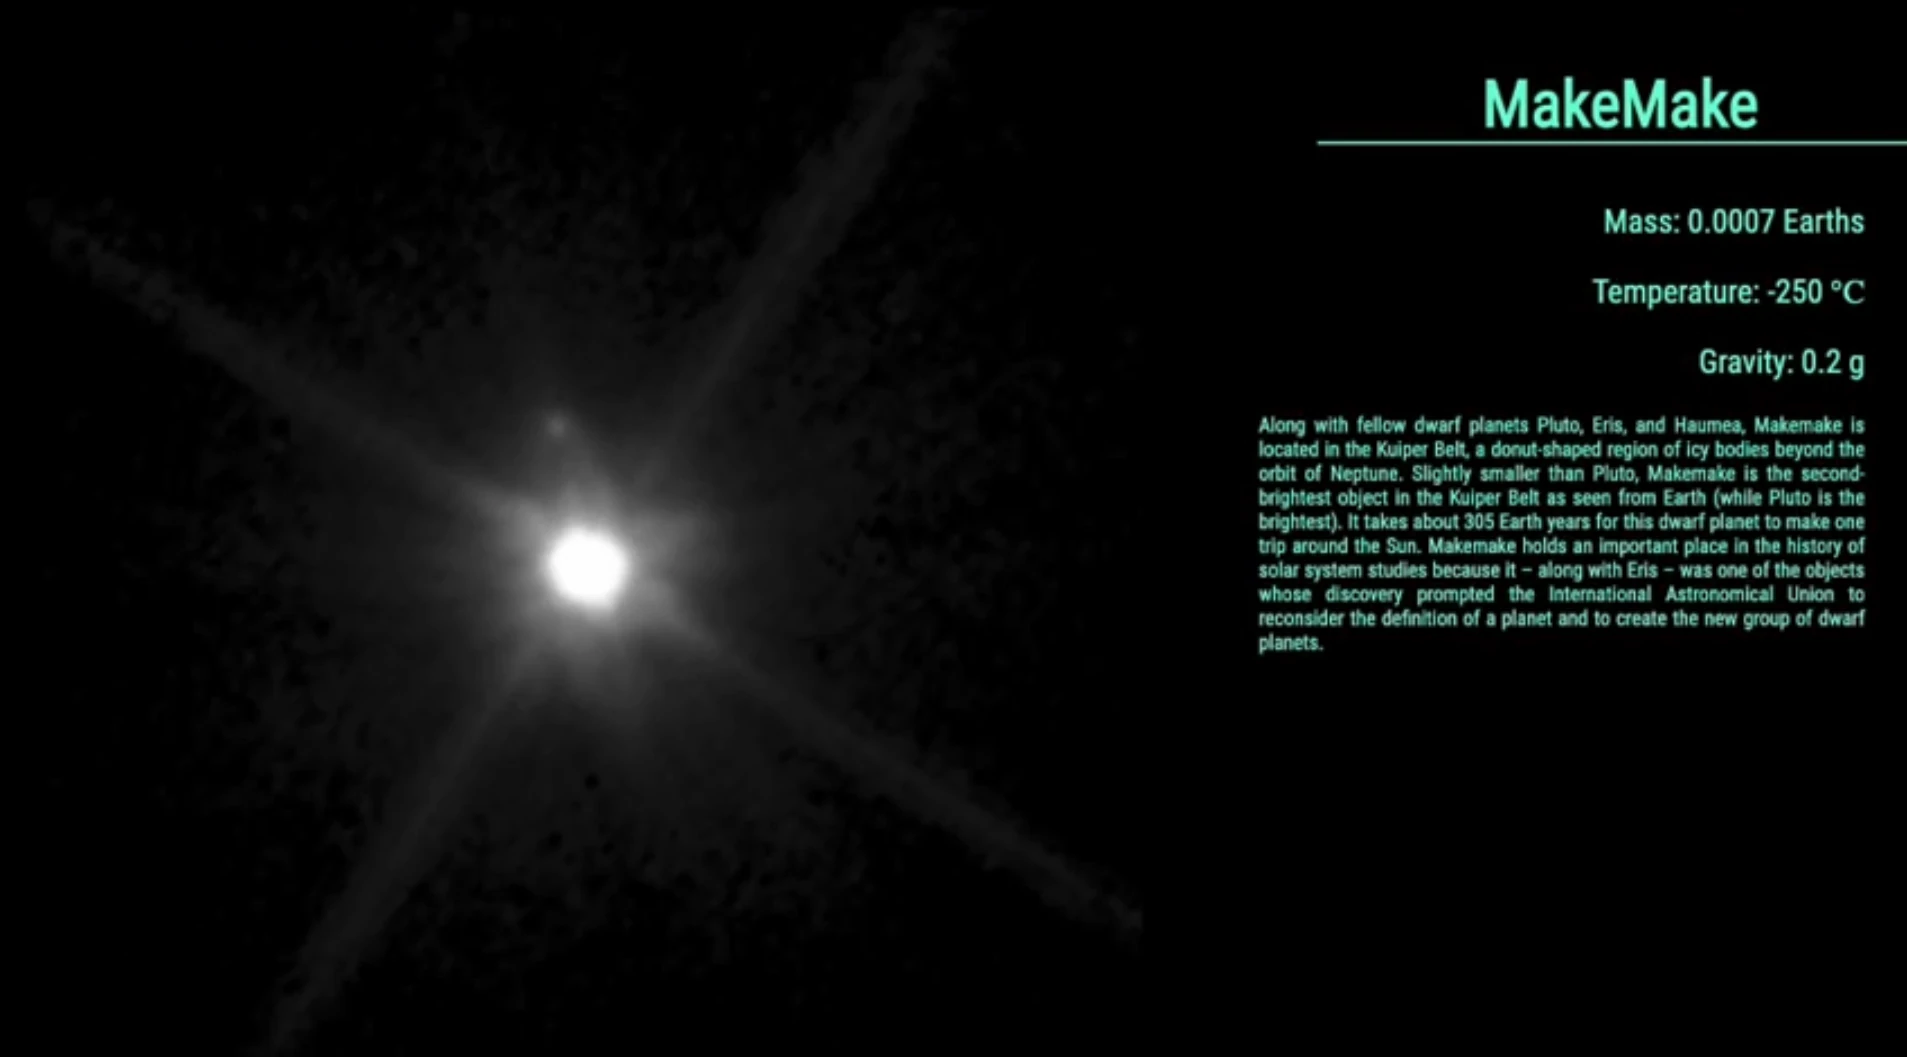 MakeMake
Mass: 0.0007 Earths
Temperature: -250 °C
Gravity: 0.2 g
Along with fellow dwarf planets Pluto, Eris, and Haumea, Makemake is
located in the Kuiper Belt, a donut-shaped region of icy bodies beyond the
orbit of Neptune. Slightly smaller than Pluto, Makemake is the second-
brightest object in the Kuiper Belt as seen from Earth (while Pluto is the
brightest). It takes about 305 Earth years for this dwarf planet to make one
trip around the Sun. Makemake holds an important place in the history of
solar system studies because it – along with Eris – was one of the objects
whose discovery prompted the International Astronomical Union to
reconsider the definition of a planet and to create the new group of dwarf
planets.